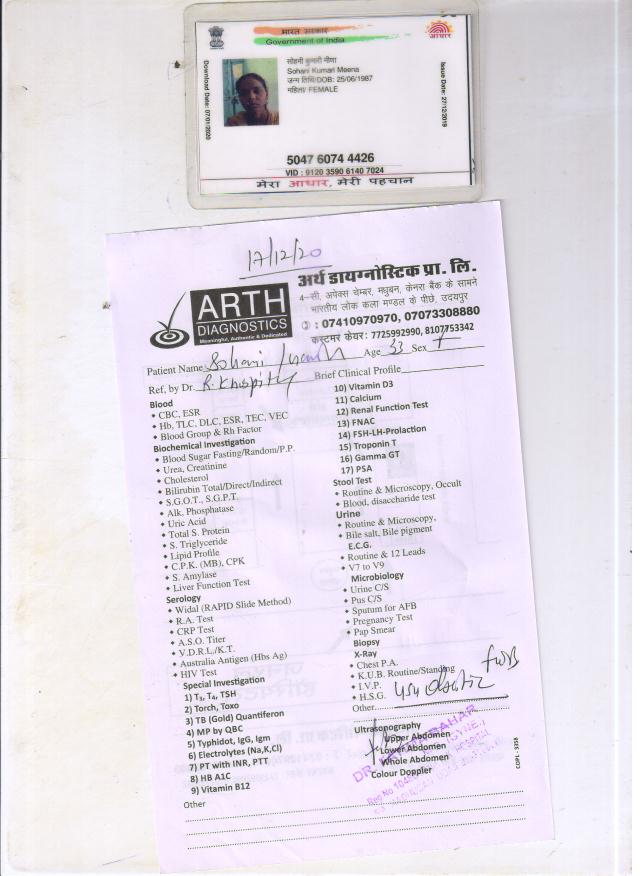 भारत सरकार
Government of India
सोहनी कुमारी मीणा
Sohani Kumari Meena
जन्म तिथि/DOB: 25/06/1987
महिला/ FEMALE
Download Date: 07/01/2020
Issue Date: 27/12/2019
आधार
5047 6074 4426
VID : 9120 3590 6140 7024
मेरा आधार, मेरी पहचान
17/12/20
ARTH
DIAGNOSTICS
Meaningful, Authentic & Dedicated
अर्थ डायग्नोस्टिक प्रा. लि.
4-सी, अपेक्स चेम्बर, मधुबन, केनरा बैंक के सामने
भारतीय लोक कला मण्डल के पीछे, उदयपुर
: 07410970970, 07073308880
कस्टमर केयर: 7725992990, 8107753342
Patient Name Sohani Age 33 Sex F
Ref, by Dr. Brief Clinical Profile
Blood
CBC, ESR
Hb, TLC, DLC, ESR, TEC, VEC
Blood Group & Rh Factor
Biochemical Investigation
Blood Sugar Fasting/Random/P.P.
Urea, Creatinine
Cholesterol
Bilirubin Total/Direct/Indirect
S.G.O.T., S.G.P.T.
Alk, Phosphatase
Uric Acid
Total S. Protein
S. Triglyceride
Lipid Profile
C.P.K. (MB), CPK
S. Amylase
Liver Function Test
Serology
Widal (RAPID Slide Method)
R.A. Test
CRP Test
A.S.O. Titer
V.D.R.L,/K.T.
Australia Antigen (Hbs Ag)
HIV Test
Special Investigation
1) T₃, T₄, TSH
2) Torch, Toxo
3) TB (Gold) Quantiferon
4) MP by QBC
5) Typhidot, IgG, Igm
6) Electrolytes (Na,K,Cl)
7) PT with INR, PTT
8) HB A1C
9) Vitamin B12
Other
10) Vitamin D3
11) Calcium
12) Renal Function Test
13) FNAC
14) FSH-LH-Prolaction
15) Troponin T
16) Gamma GT
17) PSA
Stool Test
Routine & Microscopy, Occult
Blood, disaccharide test
Urine
Routine & Microscopy,
Bile salt, Bile pigment
E.C.G.
Routine & 12 Leads
V7 to V9
Microbiology
Urine C/S
Pus C/S
Sputum for AFB
Pregnancy Test
Pap Smear
Biopsy
X-Ray
Chest P.A.
K.U.B. Routine/Standing
I.V.P.
H.S.G.
Other
Ultrasonography
Upper Abdomen
Lower Abdomen
Whole Abdomen
Colour Doppler